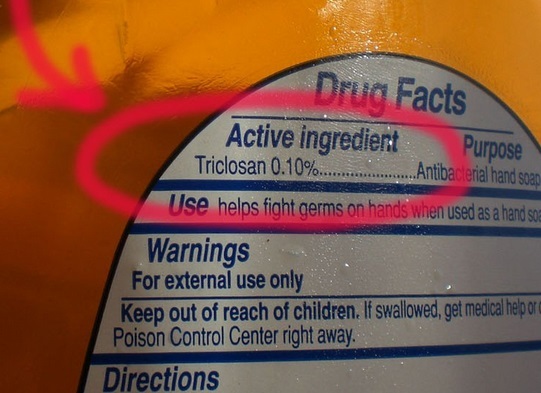 Drug Facts
Active ingredient Purpose
Triclosan 0.10%........................Antibacterial hand soap
Use helps fight germs on hands when used as a hand soa
Warnings
For external use only
Keep out of reach of children. If swallowed, get medical help or
Poison Control Center right away.
Directions